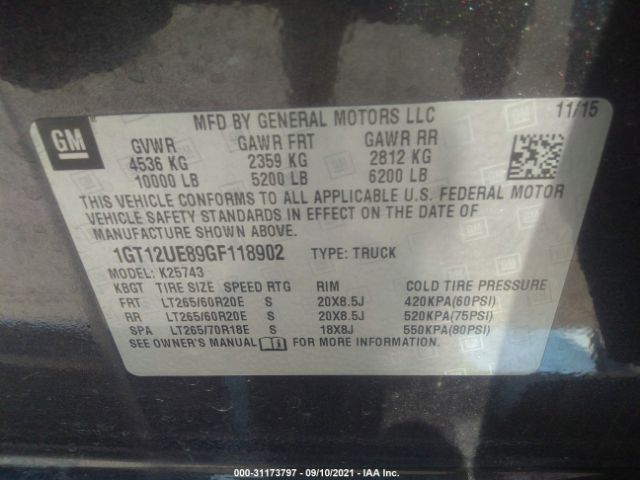 MFD BY GENERAL MOTORS LLC 11/15
GM
GVWR GAWR FRT GAWR RR
4536 KG 2359 KG 2812 KG
10000 LB 5200 LB 6200 LB
THIS VEHICLE CONFORMS TO ALL APPLICABLE U.S. FEDERAL MOTOR
VEHICLE SAFETY STANDARDS IN EFFECT ON THE DATE OF
MANUFACTURE SHOWN ABOVE.
1GT12UE89GF118902 TYPE: TRUCK
MODEL: K25743
KBGT TIRE SIZE SPEED RTG RIM COLD TIRE PRESSURE
FRT LT265/60R20E S 20X8.5J 420KPA(60PSI)
RR LT265/60R20E S 20X8.5J 520KPA(75PSI)
SPA LT265/70R18E S 18X8J 550KPA(80PSI)
SEE OWNER'S MANUAL FOR MORE INFORMATION.
000-31173797 - 09/10/2021 - IAA Inc.